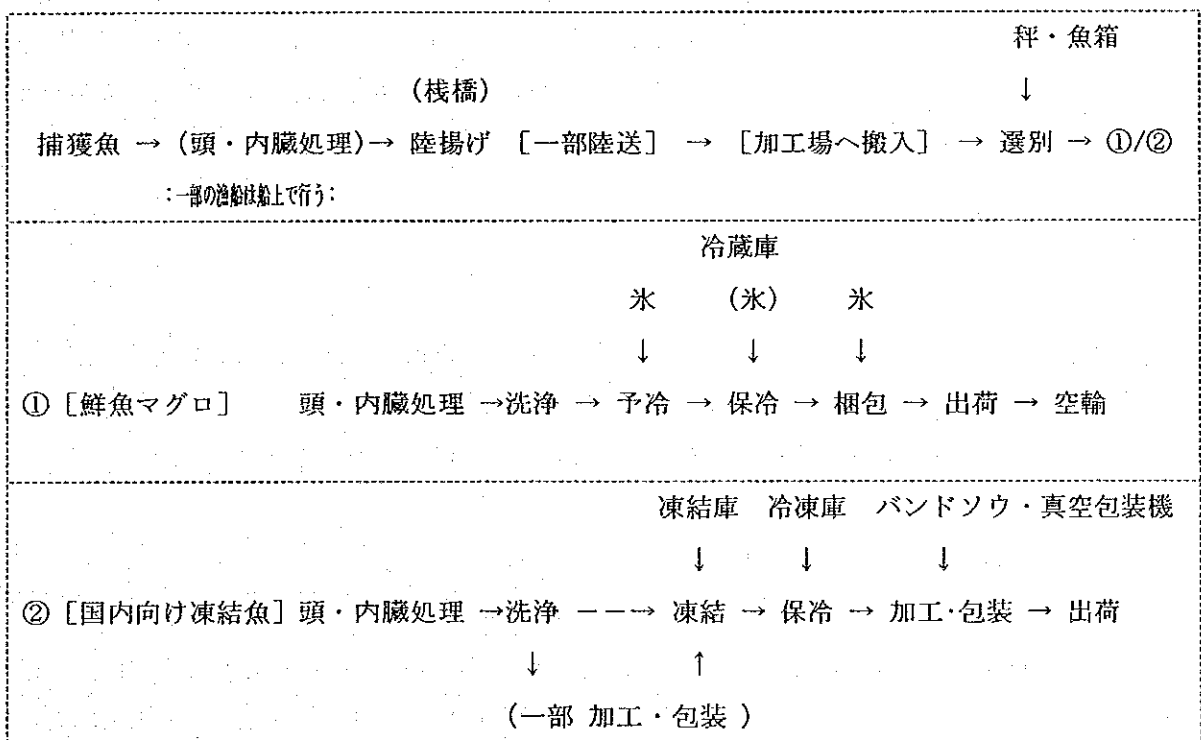 秤・魚箱
(桟橋) ↓
捕獲魚 → (頭・内臓処理)→ 陸揚げ [一部陸送] → [加工場へ搬入] → 選別 → ①/②
:一部の漁船は船上で行う:
冷蔵庫
氷 (氷) 氷
↓ ↓ ↓
① [鮮魚マグロ] 頭・内臓処理 →洗浄 → 予冷 → 保冷 → 梱包 → 出荷 → 空輸
凍結庫 冷凍庫 バンドソウ・真空包装機
↓ ↓ ↓
② [国内向け凍結魚] 頭・内臓処理 →洗浄 −−→ 凍結 → 保冷 → 加工·包装 → 出荷
↓ ↑
(一部 加工・包装 )